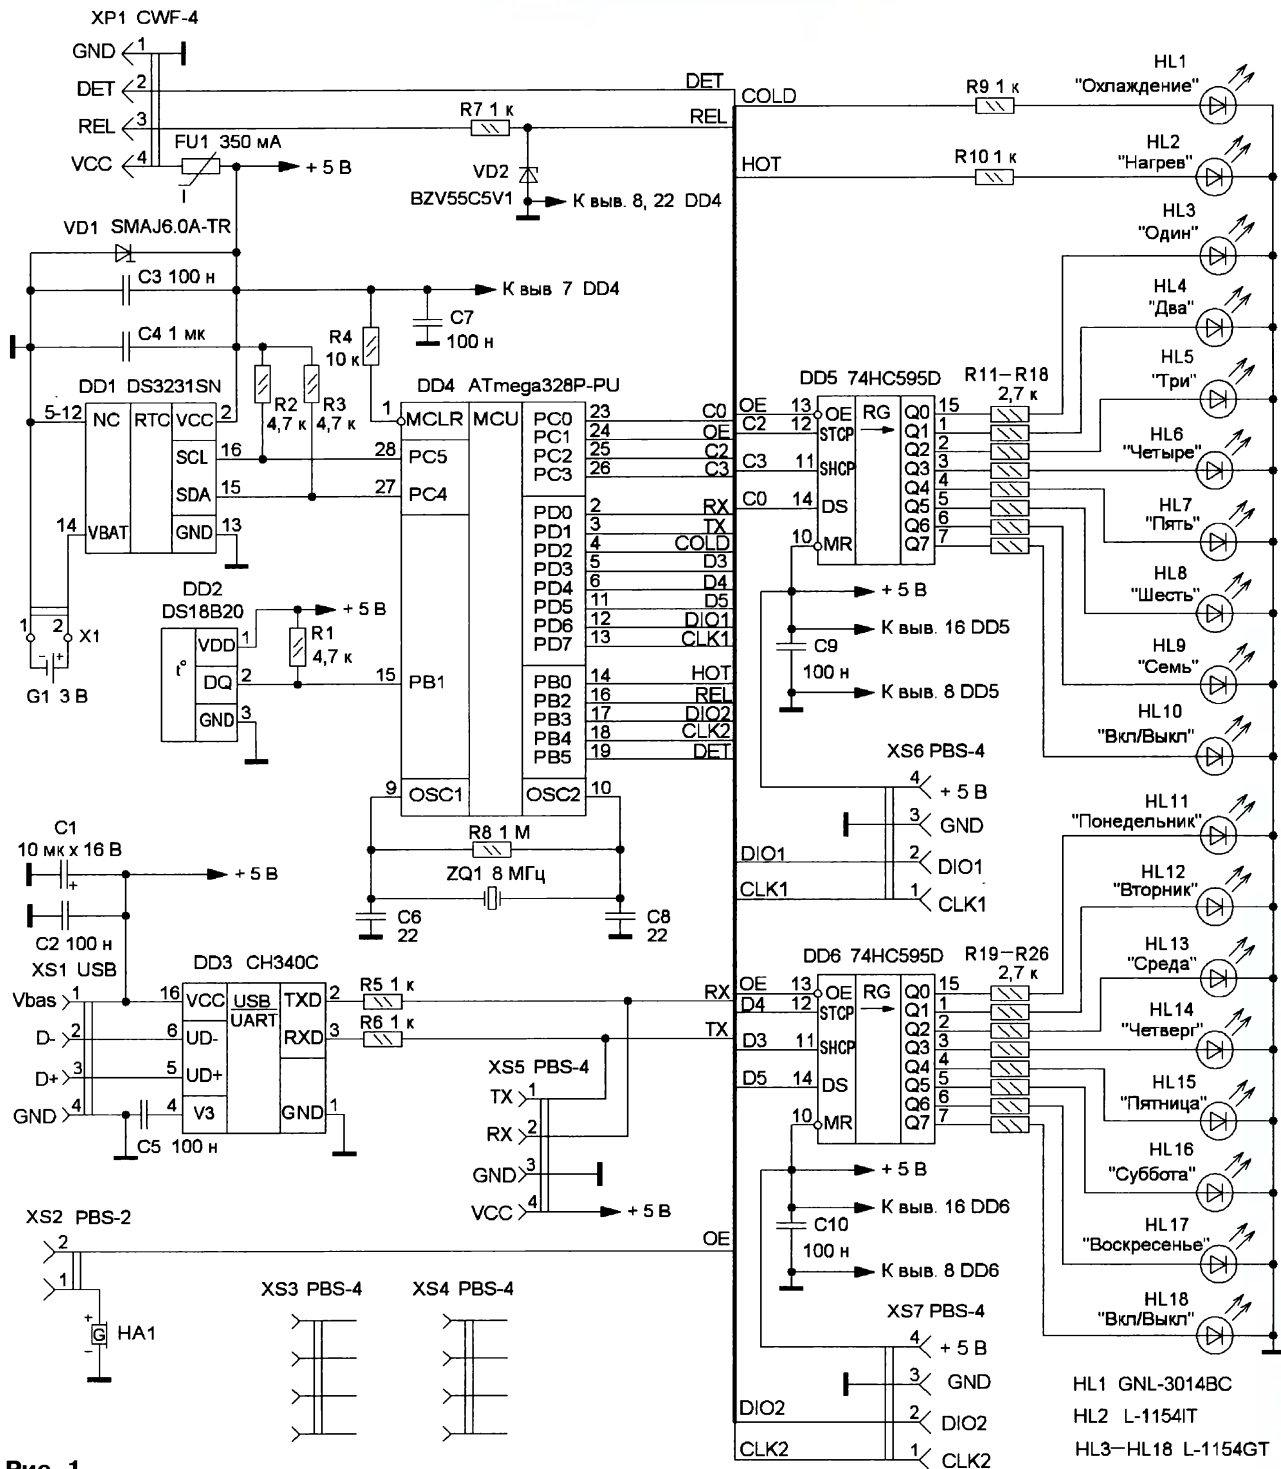 XP1 CWF-4
GND 1
DET 2
REL 3
VCC 4
FU1 350 мА
+ 5 В
R7 1 к
VD2
BZV55C5V1
К выв. 8, 22 DD4
DET
REL
COLD
HOT
R9 1 к
R10 1 к
HL1
"Охлаждение"
HL2
"Нагрев"
HL3
"Один"
HL4
"Два"
HL5
"Три"
HL6
"Четыре"
HL7
"Пять"
HL8
"Шесть"
HL9
"Семь"
HL10
"Вкл/Выкл"
HL11
"Понедельник"
HL12
"Вторник"
HL13
"Среда"
HL14
"Четверг"
HL15
"Пятница"
HL16
"Суббота"
HL17
"Воскресенье"
HL18
"Вкл/Выкл"
VD1 SMAJ6.0A-TR
C3 100 н
C4 1 мк
К выв 7 DD4
C7
100 н
R4
10 к
R2
4,7 к
R3
4,7 к
DD1 DS3231SN
5-12 NC RTC VCC 2
SCL 16
SDA 15
14 VBAT GND 13
1 2 X1
- +
G1 3 В
DD2
DS18B20
t°
VDD 1
DQ 2
GND 3
+ 5 В
R1
4,7 к
DD4 ATmega328P-PU
1 MCLR MCU
28 PC5
27 PC4
15 PB1
9 OSC1
OSC2 10
PC0 23 C0
PC1 24 OE
PC2 25 C2
PC3 26 C3
PD0 2 RX
PD1 3 TX
PD2 4 COLD
PD3 5 D3
PD4 6 D4
PD5 11 D5
PD6 12 DIO1
PD7 13 CLK1
PB0 14 HOT
PB2 16 REL
PB3 17 DIO2
PB4 18 CLK2
PB5 19 DET
R8 1 М
ZQ1 8 МГц
C6
22
C8
22
DD5 74HC595D
OE 13 OE RG Q0 15
C2 12 STCP Q1 1
Q2 2
C3 11 SHCP Q3 3
Q4 4
C0 14 DS Q5 5
Q6 6
10 MR Q7 7
R11–R18
2,7 к
+ 5 В
К выв. 16 DD5
C9
100 н
К выв. 8 DD5
XS6 PBS-4
4 + 5 В
3 GND
DIO1 2 DIO1
CLK1 1 CLK1
C1
10 мк х 16 В
+
+ 5 В
C2 100 н
XS1 USB
Vbas 1
D- 2
D+ 3
GND 4
DD3 CH340C
16 VCC USB UART TXD 2
6 UD- RXD 3
5 UD+
4 V3 GND 1
C5 100 н
R5 1 к
R6 1 к
RX
TX
XS5 PBS-4
TX 1
RX 2
GND 3
VCC 4
+ 5 В
DD6 74HC595D
OE 13 OE RG Q0 15
D4 12 STCP Q1 1
Q2 2
D3 11 SHCP Q3 3
Q4 4
D5 14 DS Q5 5
Q6 6
10 MR Q7 7
R19–R26
2,7 к
+ 5 В
К выв. 16 DD6
C10
100 н
К выв. 8 DD6
XS2 PBS-2
2
1
OE
+
G HA1
-
XS3 PBS-4
XS4 PBS-4
XS7 PBS-4
4 + 5 В
3 GND
DIO2 2 DIO2
CLK2 1 CLK2
HL1 GNL-3014BC
HL2 L-1154IT
HL3–HL18 L-1154GT
Рис. 1